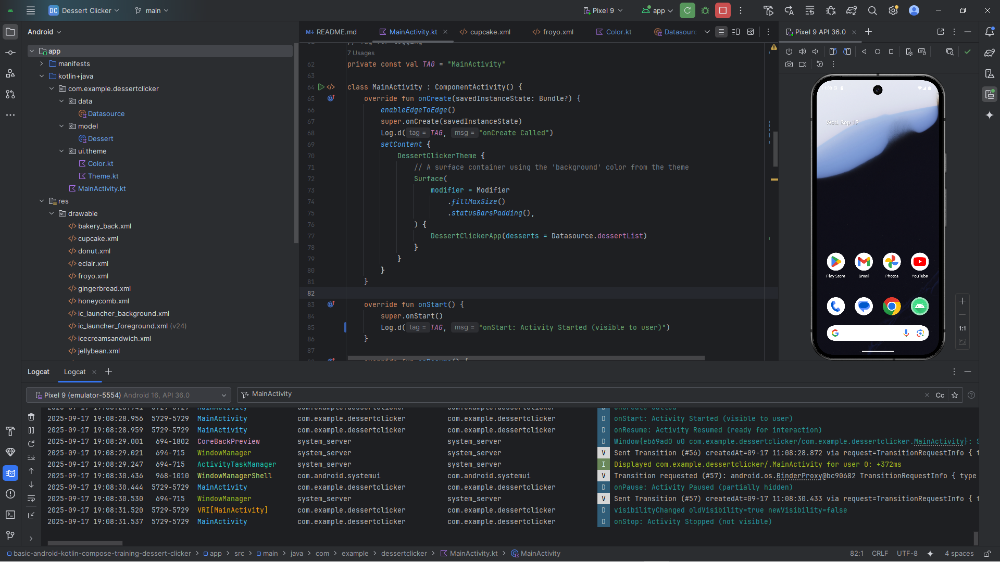 DC Dessert Clicker
main
Pixel 9
app
Android
app
manifests
kotlin+java
com.example.dessertclicker
data
Datasource
model
Dessert
ui.theme
Color.kt
Theme.kt
MainActivity.kt
res
drawable
bakery_back.xml
cupcake.xml
donut.xml
eclair.xml
froyo.xml
gingerbread.xml
honeycomb.xml
ic_launcher_background.xml
ic_launcher_foreground.xml (v24)
icecreamsandwich.xml
jellybean.xml
README.md
MainActivity.kt
cupcake.xml
froyo.xml
Color.kt
Datasourc
7 Usages
62 private const val TAG = "MainActivity"
63
64 class MainActivity : ComponentActivity() {
65 override fun onCreate(savedInstanceState: Bundle?) {
66 enableEdgeToEdge()
67 super.onCreate(savedInstanceState)
68 Log.d( tag = TAG, msg = "onCreate Called")
69 setContent {
70 DessertClickerTheme {
71 // A surface container using the 'background' color from the theme
72 Surface(
73 modifier = Modifier
74 .fillMaxSize()
75 .statusBarsPadding(),
76 ) {
77 DessertClickerApp(desserts = Datasource.dessertList)
78 }
79 }
80 }
81 }
82
83 override fun onStart() {
84 super.onStart()
85 Log.d( tag = TAG, msg = "onStart: Activity Started (visible to user)")
86 }
87
override fun onResume() {
Pixel 9 API 36.0
Wed, Sep 17
Play Store
Gmail
Photos
YouTube
1:1
Logcat
Logcat
Pixel 9 (emulator-5554) Android 16, API 36.0
MainActivity
Cc
2025-09-17 19:08:28.956 5729-5729 MainActivity com.example.dessertclicker com.example.dessertclicker D onStart: Activity Started (visible to user)
2025-09-17 19:08:28.959 5729-5729 MainActivity com.example.dessertclicker com.example.dessertclicker D onResume: Activity Resumed (ready for interaction)
2025-09-17 19:08:29.001 694-1802 CoreBackPreview system_server system_server D Window{eb69ad0 u0 com.example.dessertclicker/com.example.dessertclicker.MainActivity}: S
2025-09-17 19:08:29.021 694-715 WindowManager system_server system_server V Sent Transition (#56) createdAt=09-17 11:08:28.872 via request=TransitionRequestInfo { t
2025-09-17 19:08:29.247 694-715 ActivityTaskManager system_server system_server I Displayed com.example.dessertclicker/.MainActivity for user 0: +372ms
2025-09-17 19:08:30.436 968-1010 WindowManagerShell com.android.systemui com.android.systemui V Transition requested (#57): android.os.BinderProxy@bc90682 TransitionRequestInfo { type
2025-09-17 19:08:30.444 5729-5729 MainActivity com.example.dessertclicker com.example.dessertclicker D onPause: Activity Paused (partially hidden)
2025-09-17 19:08:30.530 694-715 WindowManager system_server system_server V Sent Transition (#57) createdAt=09-17 11:08:30.433 via request=TransitionRequestInfo { t
2025-09-17 19:08:31.520 5729-5729 VRI[MainActivity] com.example.dessertclicker com.example.dessertclicker D visibilityChanged oldVisibility=true newVisibility=false
2025-09-17 19:08:31.537 5729-5729 MainActivity com.example.dessertclicker com.example.dessertclicker D onStop: Activity Stopped (not visible)
basic-android-kotlin-compose-training-dessert-clicker > app > src > main > java > com > example > dessertclicker > MainActivity.kt > MainActivity
82:1 CRLF UTF-8 4 spaces